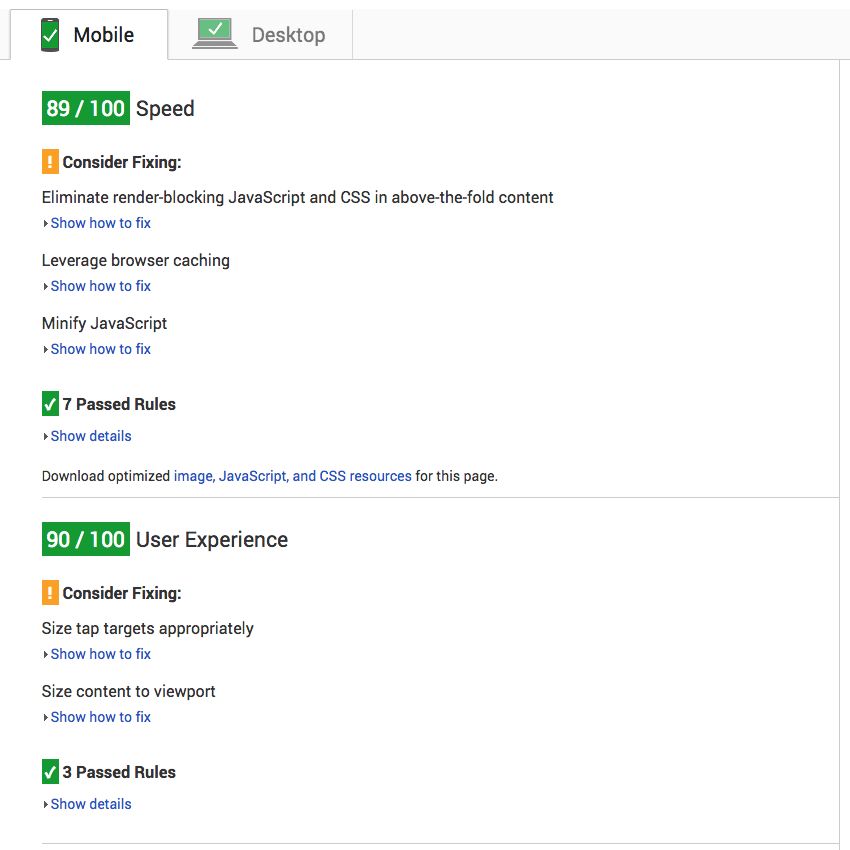 Mobile
Desktop
89 / 100 Speed
! Consider Fixing:
Eliminate render-blocking JavaScript and CSS in above-the-fold content
Show how to fix
Leverage browser caching
Show how to fix
Minify JavaScript
Show how to fix
7 Passed Rules
Show details
Download optimized image, JavaScript, and CSS resources for this page.
90 / 100 User Experience
! Consider Fixing:
Size tap targets appropriately
Show how to fix
Size content to viewport
Show how to fix
3 Passed Rules
Show details